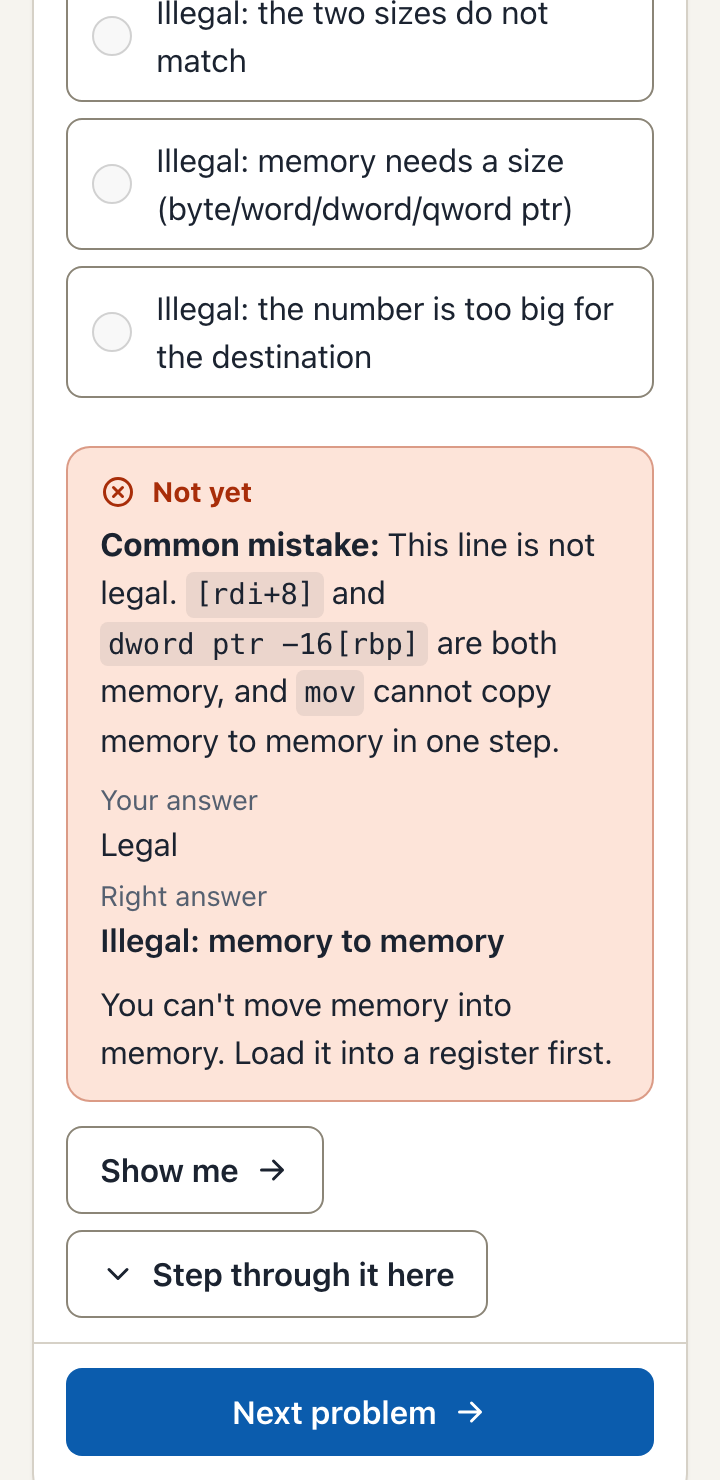 Illegal: the two sizes do not
match
Illegal: memory needs a size
(byte/word/dword/qword ptr)
Illegal: the number is too big for
the destination
Not yet
Common mistake: This line is not
legal. [rdi+8] and
dword ptr −16[rbp] are both
memory, and mov cannot copy
memory to memory in one step.
Your answer
Legal
Right answer
Illegal: memory to memory
You can't move memory into
memory. Load it into a register first.
Show me →
Step through it here
Next problem →